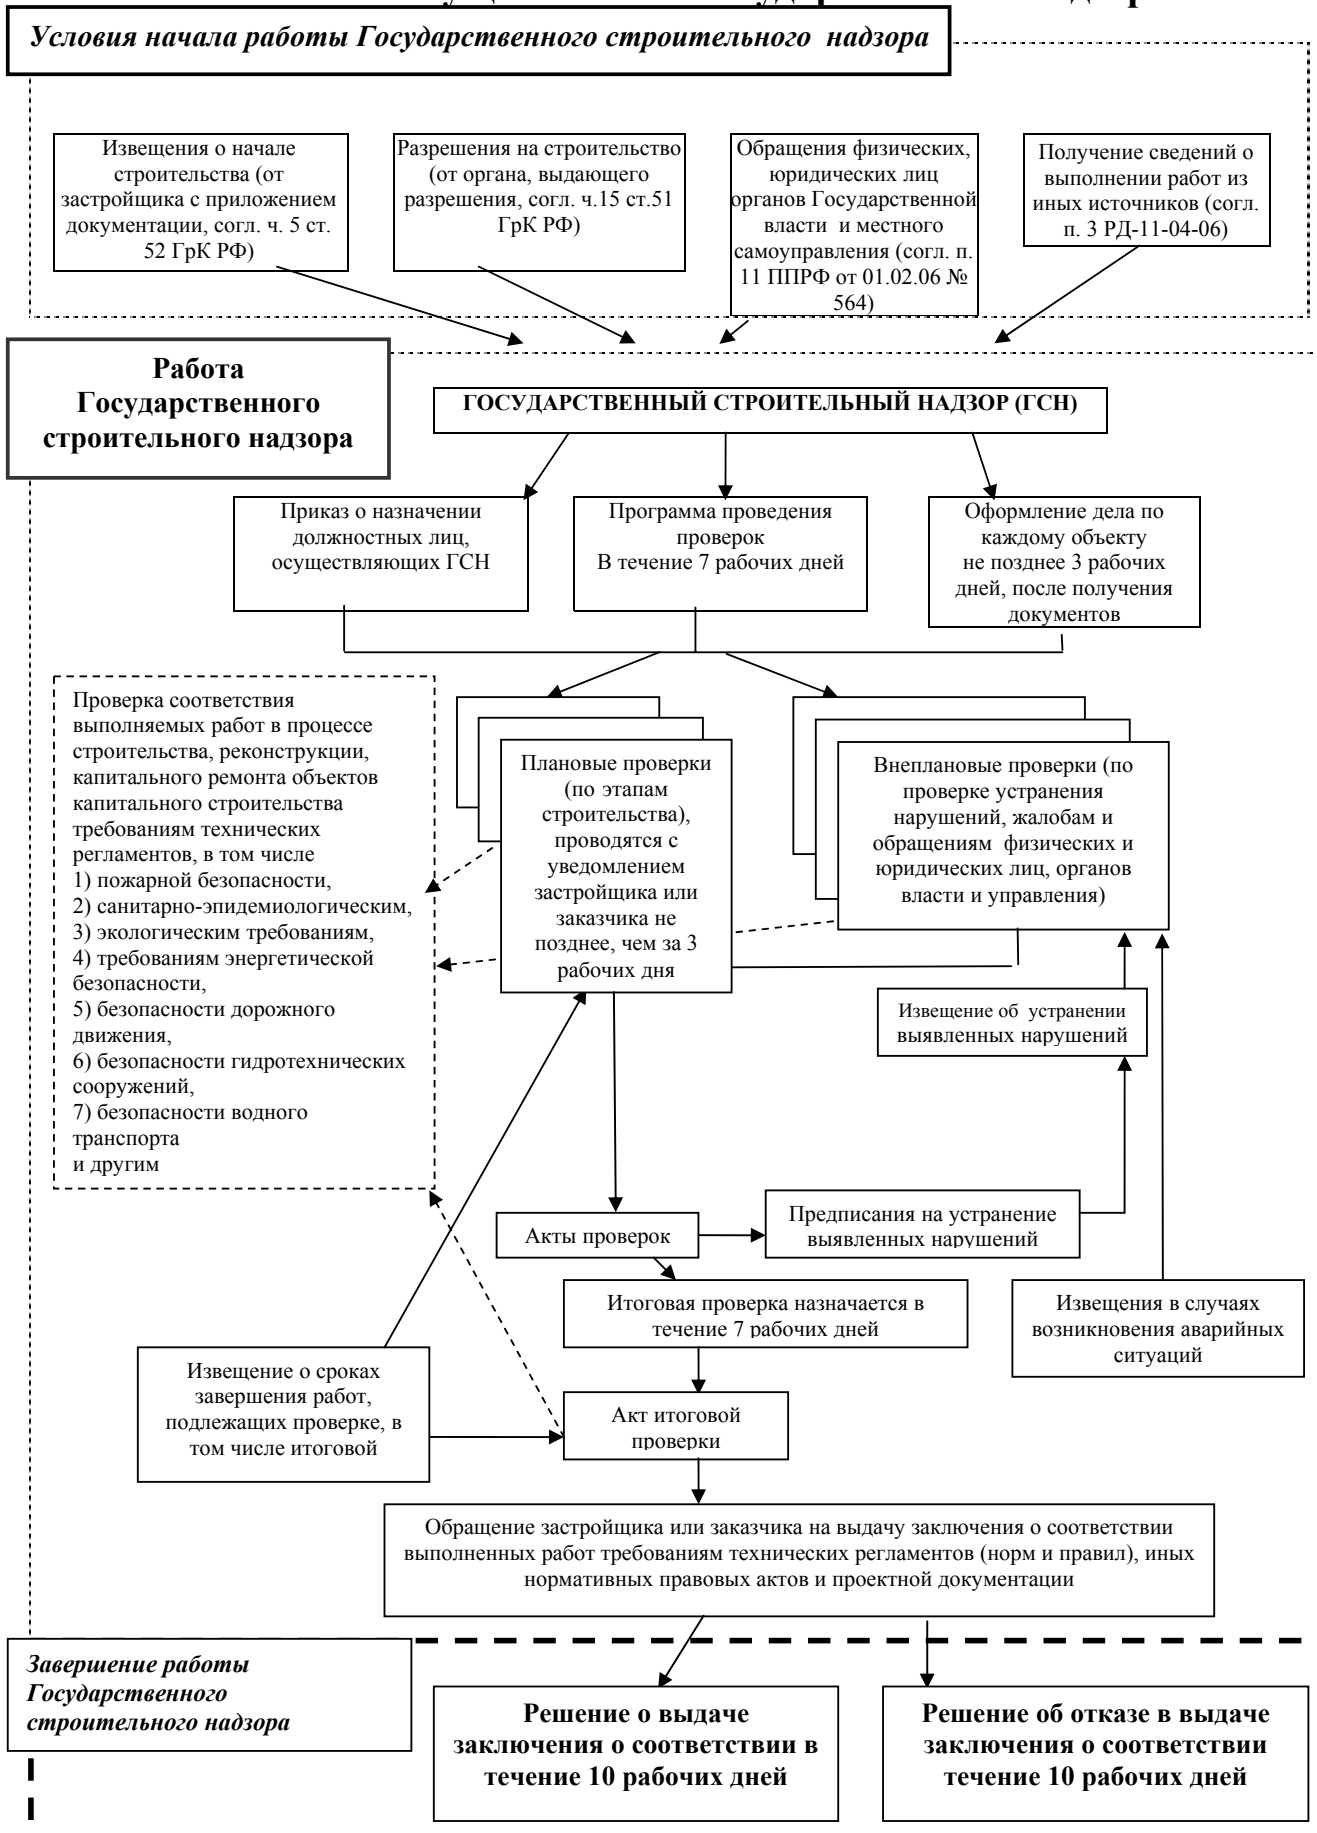 Условия начала работы Государственного строительного надзора
Извещения о начале
строительства (от
застройщика с приложением
документации, согл. ч. 5 ст.
52 ГрК РФ)
Разрешения на строительство
(от органа, выдающего
разрешения, согл. ч.15 ст.51
ГрК РФ)
Обращения физических,
юридических лиц
органов Государственной
власти и местного
самоуправления (согл. п.
11 ППРФ от 01.02.06 №
564)
Получение сведений о
выполнении работ из
иных источников (согл.
п. 3 РД-11-04-06)
Работа
Государственного
строительного надзора
ГОСУДАРСТВЕННЫЙ СТРОИТЕЛЬНЫЙ НАДЗОР (ГСН)
Приказ о назначении
должностных лиц,
осуществляющих ГСН
Программа проведения
проверок
В течение 7 рабочих дней
Оформление дела по
каждому объекту
не позднее 3 рабочих
дней, после получения
документов
Проверка соответствия
выполняемых работ в процессе
строительства, реконструкции,
капитального ремонта объектов
капитального строительства
требованиям технических
регламентов, в том числе
1) пожарной безопасности,
2) санитарно-эпидемиологическим,
3) экологическим требованиям,
4) требованиям энергетической
безопасности,
5) безопасности дорожного
движения,
6) безопасности гидротехнических
сооружений,
7) безопасности водного
транспорта
и другим
Плановые проверки
(по этапам
строительства),
проводятся с
уведомлением
застройщика или
заказчика не
позднее, чем за 3
рабочих дня
Внеплановые проверки (по
проверке устранения
нарушений, жалобам и
обращениям физических и
юридических лиц, органов
власти и управления)
Извещение об устранении
выявленных нарушений
Акты проверок
Предписания на устранение
выявленных нарушений
Итоговая проверка назначается в
течение 7 рабочих дней
Извещения в случаях
возникновения аварийных
ситуаций
Извещение о сроках
завершения работ,
подлежащих проверке, в
том числе итоговой
Акт итоговой
проверки
Обращение застройщика или заказчика на выдачу заключения о соответствии
выполненных работ требованиям технических регламентов (норм и правил), иных
нормативных правовых актов и проектной документации
Завершение работы
Государственного
строительного надзора
Решение о выдаче
заключения о соответствии в
течение 10 рабочих дней
Решение об отказе в выдаче
заключения о соответствии
течение 10 рабочих дней